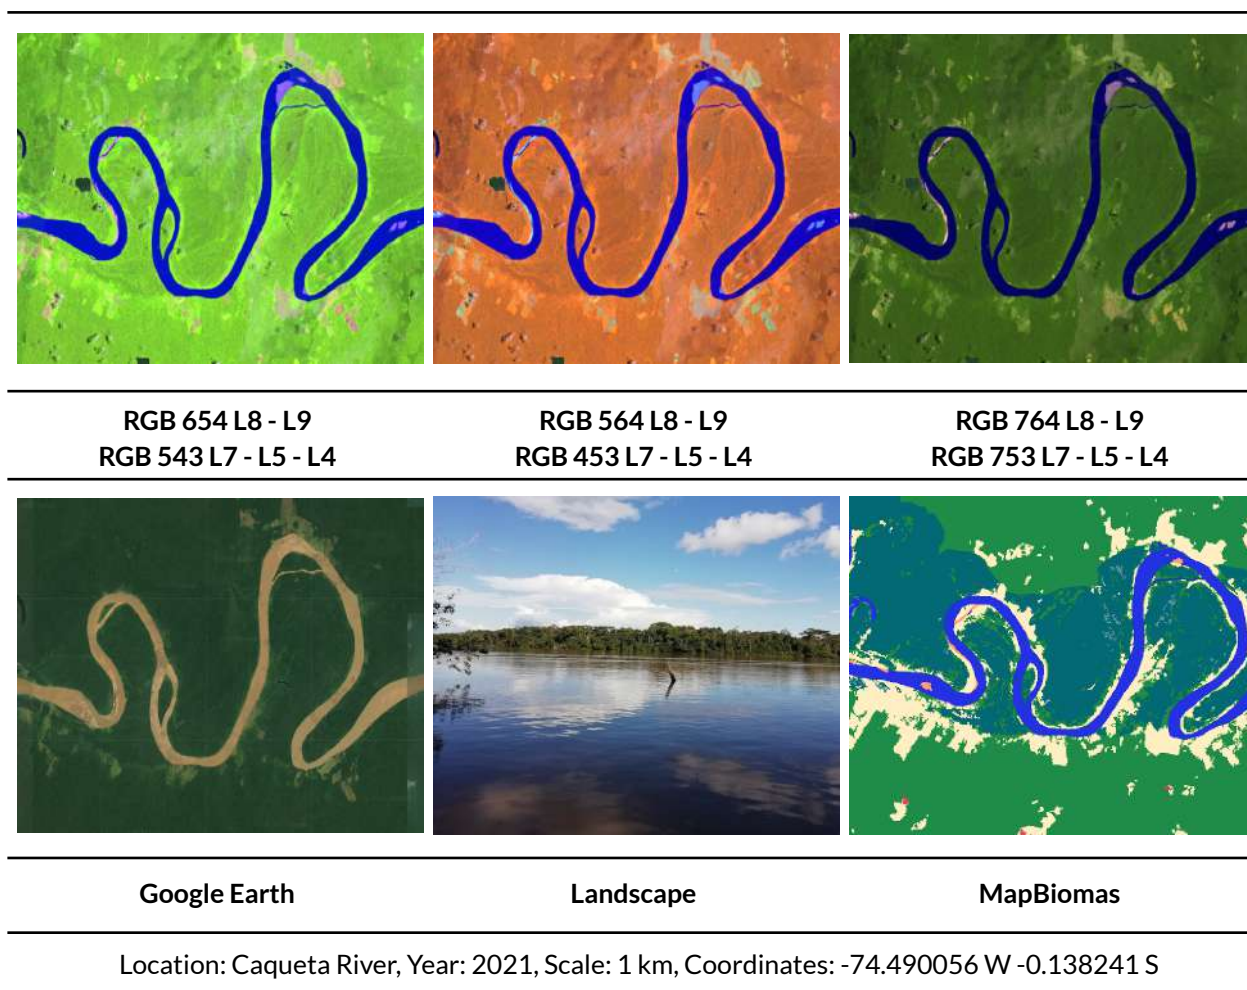 RGB 654 L8 - L9
RGB 543 L7 - L5 - L4
RGB 564 L8 - L9
RGB 453 L7 - L5 - L4
RGB 764 L8 - L9
RGB 753 L7 - L5 - L4
Google Earth
Landscape
MapBiomas
Location: Caqueta River, Year: 2021, Scale: 1 km, Coordinates: -74.490056 W -0.138241 S